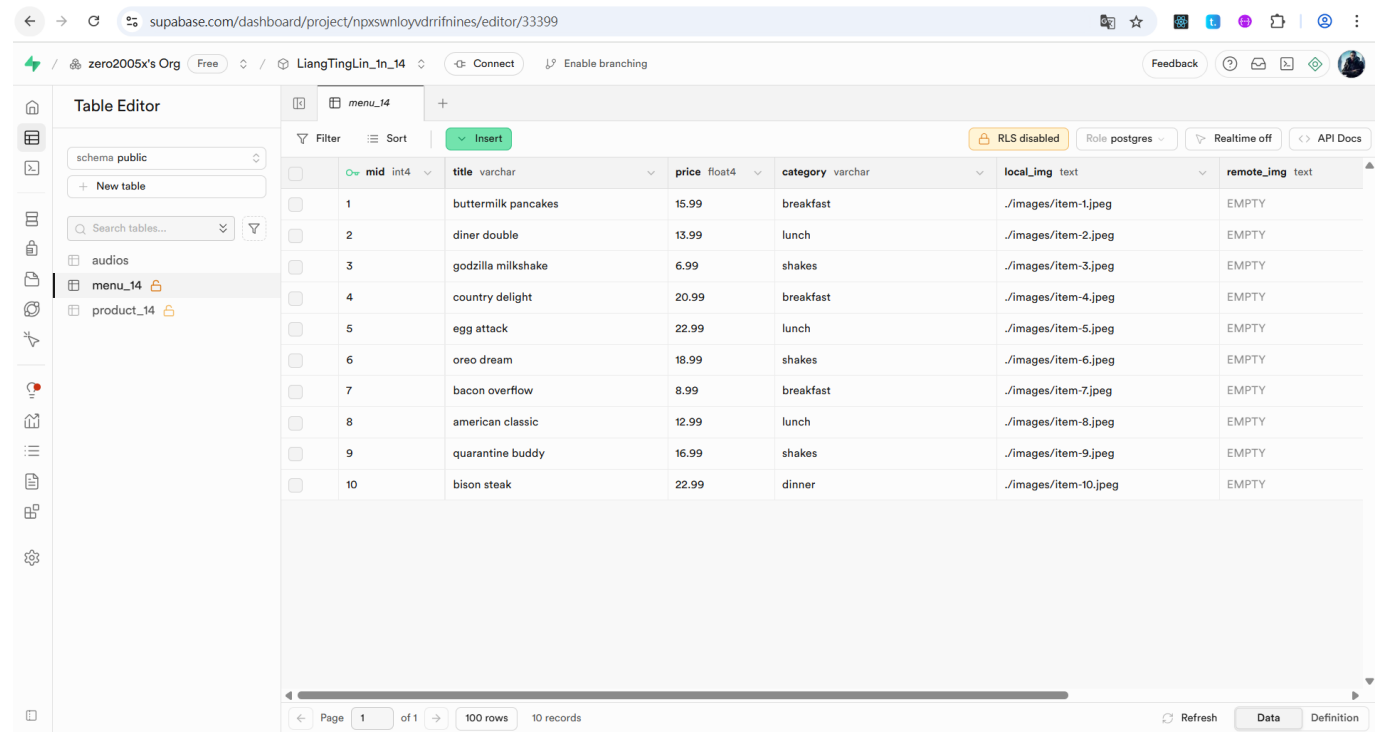 supabase.com/dashboard/project/npxswnloyvdrrifnines/editor/33399
/ zero2005x's Org Free / LiangTingLin_1n_14 Connect Enable branching Feedback
Table Editor
menu_14
schema public
New table
Search tables...
audios
menu_14
product_14
Filter Sort Insert RLS disabled Role postgres Realtime off API Docs
mid int4 title varchar price float4 category varchar local_img text remote_img text
1 buttermilk pancakes 15.99 breakfast ./images/item-1.jpeg EMPTY
2 diner double 13.99 lunch ./images/item-2.jpeg EMPTY
3 godzilla milkshake 6.99 shakes ./images/item-3.jpeg EMPTY
4 country delight 20.99 breakfast ./images/item-4.jpeg EMPTY
5 egg attack 22.99 lunch ./images/item-5.jpeg EMPTY
6 oreo dream 18.99 shakes ./images/item-6.jpeg EMPTY
7 bacon overflow 8.99 breakfast ./images/item-7.jpeg EMPTY
8 american classic 12.99 lunch ./images/item-8.jpeg EMPTY
9 quarantine buddy 16.99 shakes ./images/item-9.jpeg EMPTY
10 bison steak 22.99 dinner ./images/item-10.jpeg EMPTY
Page 1 of 1 100 rows 10 records Refresh Data Definition